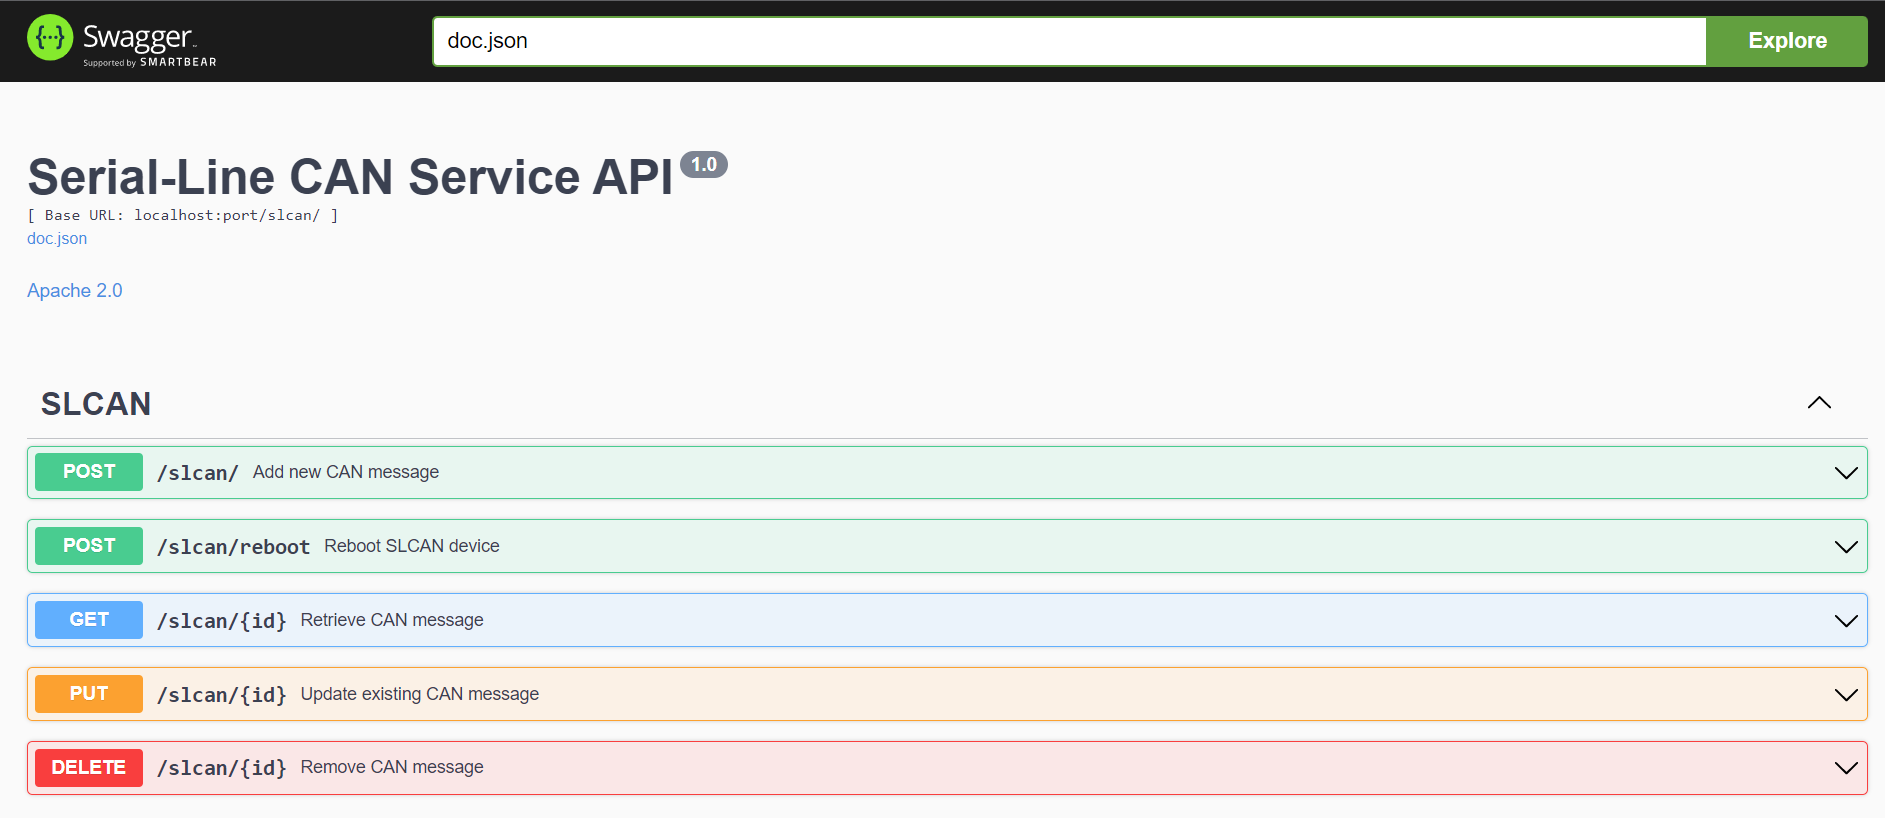 {···} Swagger™
Supported by SMARTBEAR
doc.json
Explore
Serial-Line CAN Service API 1.0
[ Base URL: localhost:port/slcan/ ]
doc.json
Apache 2.0
SLCAN
POST /slcan/ Add new CAN message
POST /slcan/reboot Reboot SLCAN device
GET /slcan/{id} Retrieve CAN message
PUT /slcan/{id} Update existing CAN message
DELETE /slcan/{id} Remove CAN message